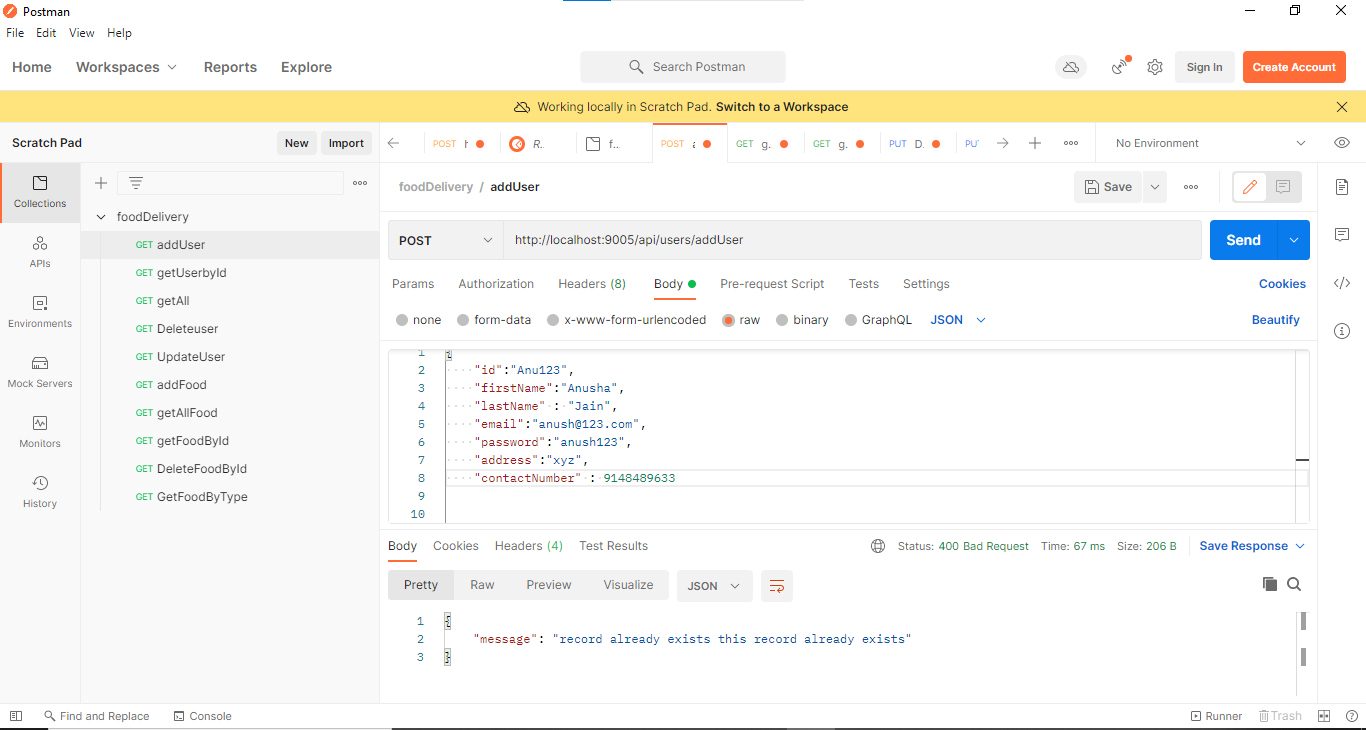 Postman
File Edit View Help
Home Workspaces Reports Explore
Search Postman
Sign In
Create Account
Working locally in Scratch Pad. Switch to a Workspace
Scratch Pad
New
Import
POST
R..
f...
POST
GET g.
GET g.
PUT D.
No Environment
Collections
APIs
Environments
Mock Servers
Monitors
History
foodDelivery
GET addUser
GET getUserbyId
GET getAll
GET Deleteuser
GET UpdateUser
GET addFood
GET getAllFood
GET getFoodById
GET DeleteFoodById
GET GetFoodByType
foodDelivery / addUser
Save
POST
http://localhost:9005/api/users/addUser
Send
Params Authorization Headers (8) Body Pre-request Script Tests Settings
Cookies
none form-data x-www-form-urlencoded raw binary GraphQL JSON
Beautify
1 {
2 "id":"Anu123",
3 "firstName":"Anusha",
4 "lastName" : "Jain",
5 "email":"anush@123.com",
6 "password":"anush123",
7 "address":"xyz",
8 "contactNumber" : 9148489633
9
10
Body Cookies Headers (4) Test Results
Status: 400 Bad Request Time: 67 ms Size: 206 B
Save Response
Pretty Raw Preview Visualize JSON
1 {
2 "message": "record already exists this record already exists"
3 }
Find and Replace
Console
Runner
Trash